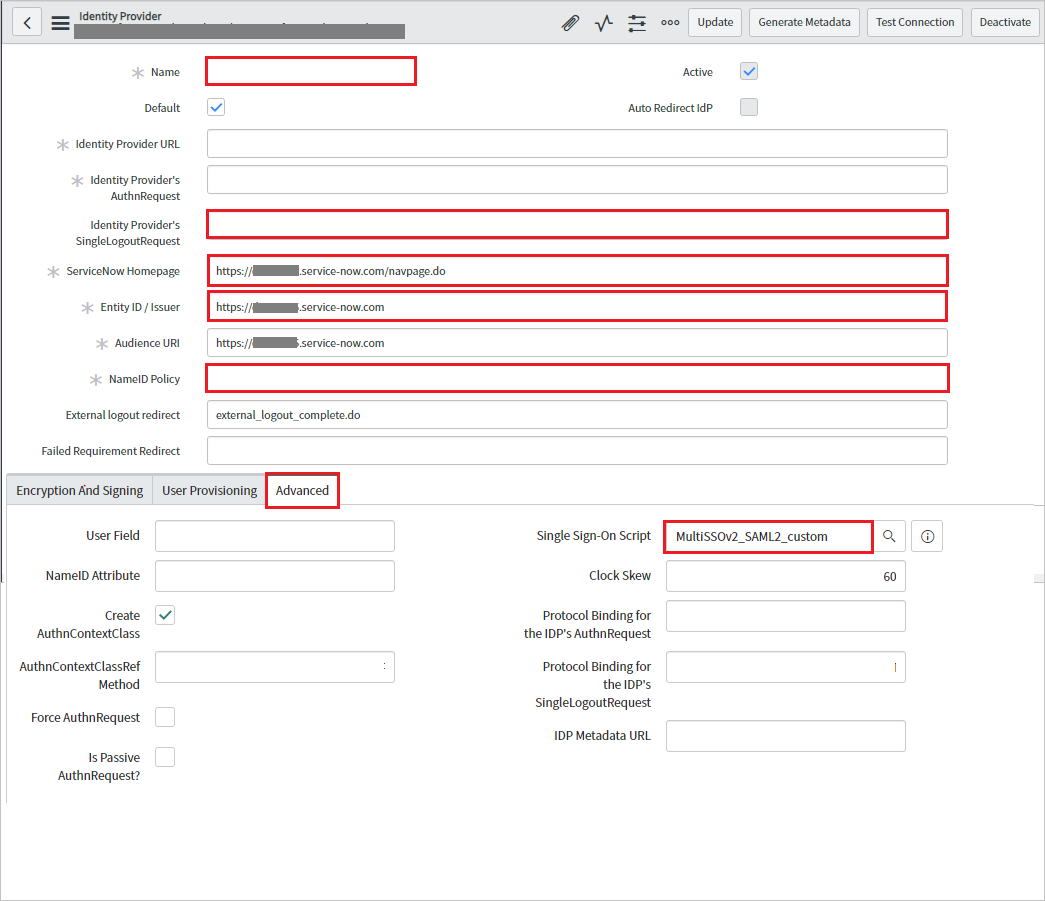 Identity Provider
Update
Generate Metadata
Test Connection
Deactivate
Name
Active
Default
Auto Redirect IdP
Identity Provider URL
Identity Provider's
AuthnRequest
Identity Provider's
SingleLogoutRequest
ServiceNow Homepage
https:// .service-now.com/navpage.do
Entity ID / Issuer
https:// .service-now.com
Audience URI
https:// .service-now.com
NameID Policy
External logout redirect
external_logout_complete.do
Failed Requirement Redirect
Encryption And Signing
User Provisioning
Advanced
User Field
Single Sign-On Script
MultiSSOv2_SAML2_custom
NameID Attribute
Clock Skew
60
Create
AuthnContextClass
Protocol Binding for
the IDP's AuthnRequest
AuthnContextClassRef
Method
Protocol Binding for
the IDP's
SingleLogoutRequest
Force AuthnRequest
IDP Metadata URL
Is Passive
AuthnRequest?